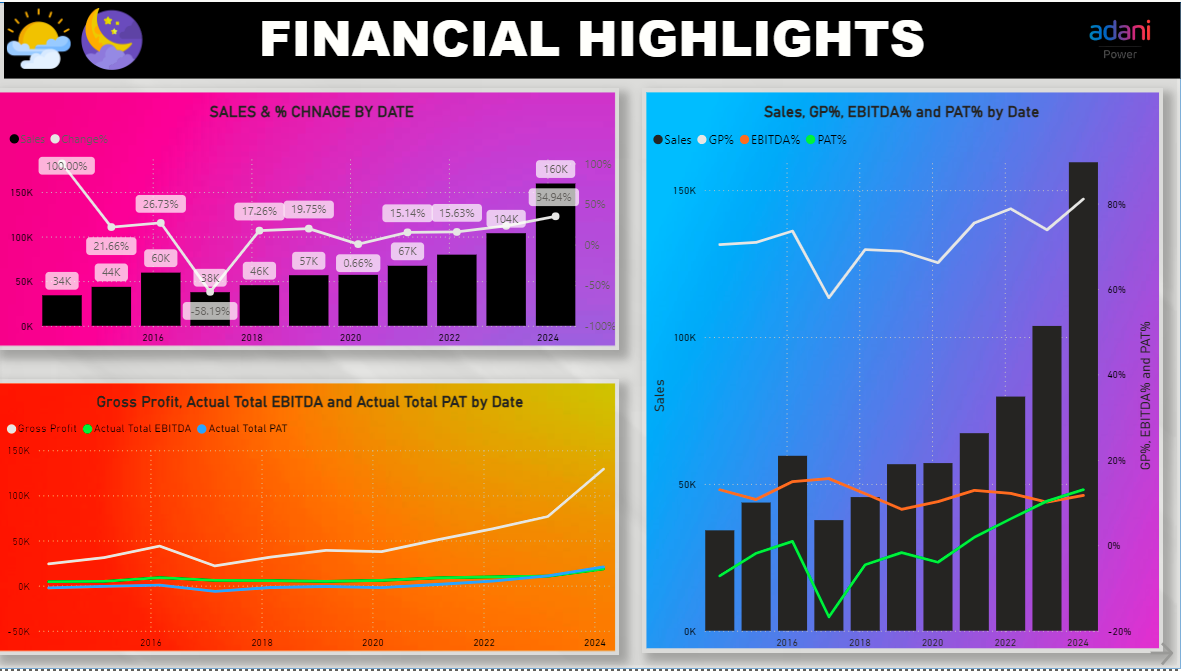 FINANCIAL HIGHLIGHTS
adani
Power
SALES & % CHNAGE BY DATE
Sales Change%
100.00%
21.66%
26.73%
-58.19%
17.26%
19.75%
0.66%
15.14%
15.63%
34.94%
34K
44K
60K
38K
46K
57K
67K
104K
160K
150K
100K
50K
0K
100%
50%
0%
-50%
-100%
2016 2018 2020 2022 2024
Sales, GP%, EBITDA% and PAT% by Date
Sales GP% EBITDA% PAT%
150K
100K
50K
0K
Sales
80%
60%
40%
20%
0%
-20%
GP%, EBITDA% and PAT%
2016 2018 2020 2022 2024
Gross Profit, Actual Total EBITDA and Actual Total PAT by Date
Gross Profit Actual Total EBITDA Actual Total PAT
150K
100K
50K
0K
-50K
2016 2018 2020 2022 2024